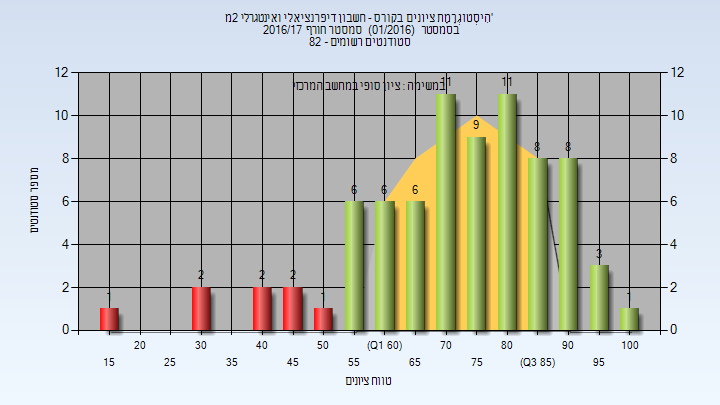 היסטוגרמת ציונים בקורס - חשבון דיפרנציאלי ואינטגרלי 2מ'
בסמסטר (01/2016) סמסטר חורף 2016/17
סטודנטים רשומים - 82
במשימה : ציון סופי במחשב המרכזי
מספר סטודנטים
12 12
10 10
8 8
6 6
4 4
2 2
0 0
1 2 2 2 1 6 6 6 11 9 11 8 8 3 1
20 30 40 50 (Q1 60) 70 80 90 100
15 25 35 45 55 65 75 (Q3 85) 95
טווח ציונים